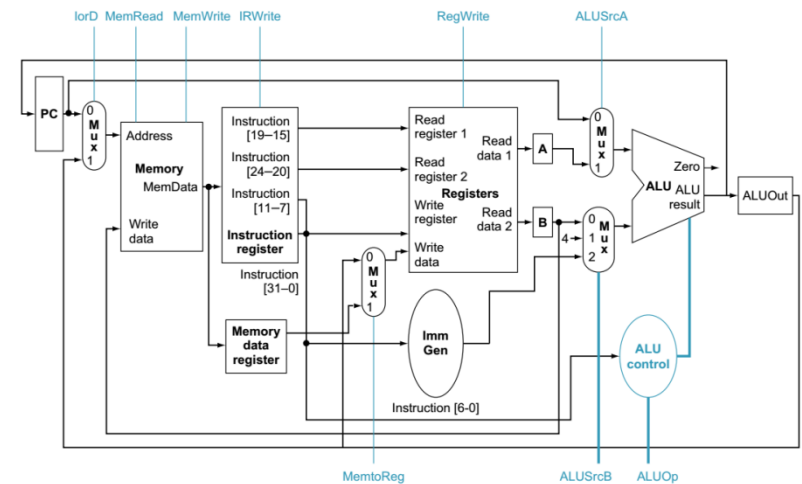 IorD MemRead MemWrite IRWrite RegWrite ALUSrcA
PC
0
M
u
x
1
Address
Memory
MemData
Write
data
Instruction
[19–15]
Instruction
[24–20]
Instruction
[11–7]
Instruction
register
Instruction
[31–0]
Memory
data
register
0
M
u
x
1
Read
register 1
Read
register 2
Registers
Write
register
Write
data
Read
data 1
Read
data 2
A
B
Imm
Gen
Instruction [6-0]
0
M
u
x
1
4
0
M
1 u
x
2
Zero
ALU ALU
result
ALUOut
ALU
control
MemtoReg ALUSrcB ALUOp